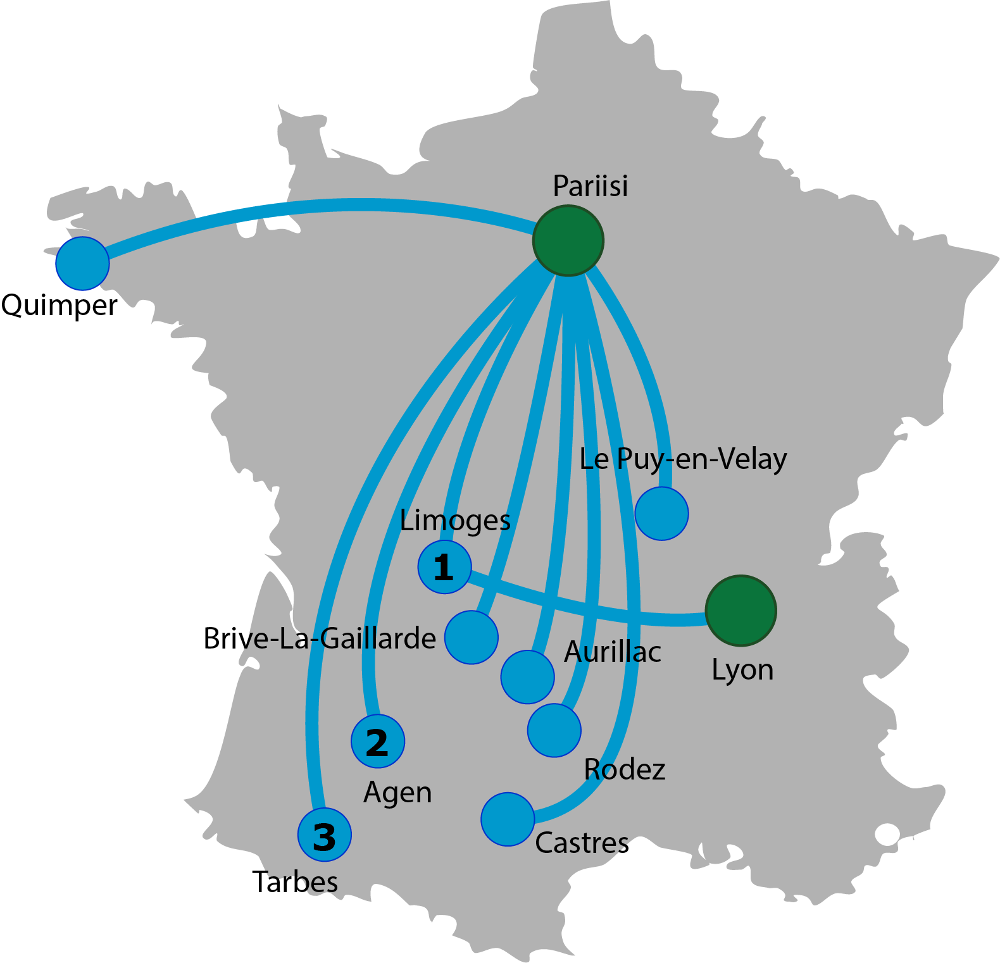 Pariisi
Quimper
Le Puy-en-Velay
Limoges
1
Brive-La-Gaillarde
Aurillac
Lyon
2
Rodez
Agen
3
Castres
Tarbes